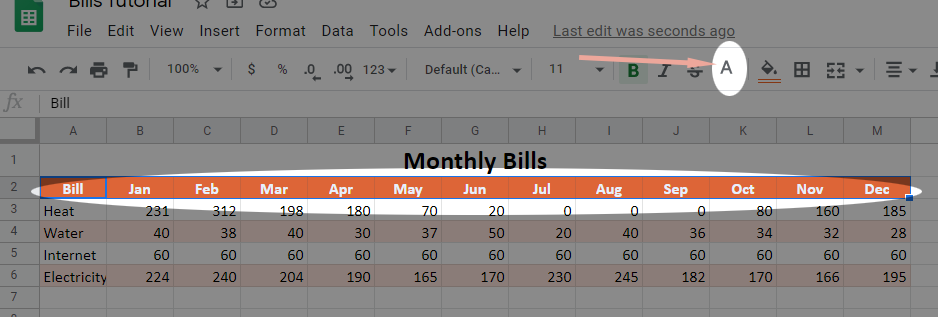 Bills Tutorial
File Edit View Insert Format Data Tools Add-ons Help Last edit was seconds ago
100% $ % .0 .00 123 Default (Ca... 11 B I S A
fx Bill
A B C D E F G H I J K L M
1 Monthly Bills
2 Bill Jan Feb Mar Apr May Jun Jul Aug Sep Oct Nov Dec
3 Heat 231 312 198 180 70 20 0 0 0 80 160 185
4 Water 40 38 40 30 37 50 20 40 36 34 32 28
5 Internet 60 60 60 60 60 60 60 60 60 60 60 60
6 Electricity 224 240 204 190 165 170 230 245 182 170 166 195
7
8